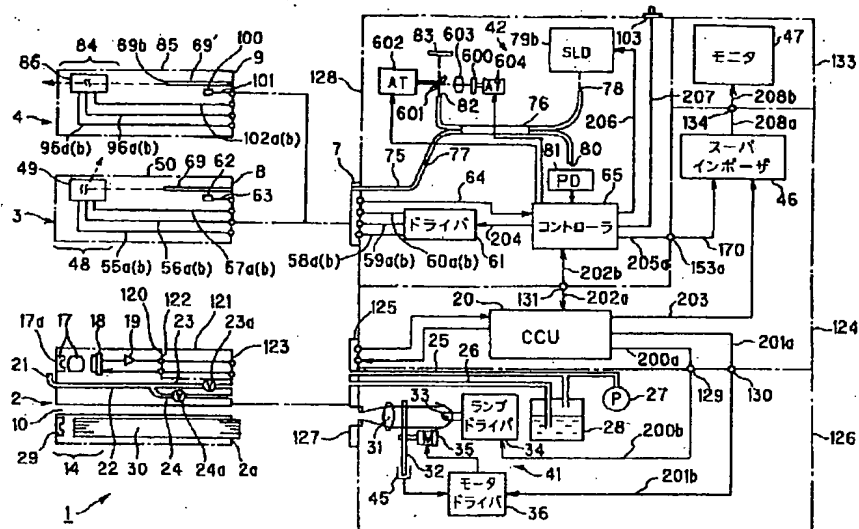 602 83 603 42 604 79b 103 モニタ 47
84 85 89b 69' 100 9
86 128 AT SLD 133
101 601 82 600 AT 78 207 134 208b
4 76 206 208a
95a(b) 96a(b) 102a(b)
49 50 69 62 8 7 75 77 81 80 スーパ
インポーザ 46
PD 65
63 64
3 ドライバ コントローラ 170
204 205a 153a
48 55a(b) 56a(b) 57a(b) 58a(b) 59a(b) 60a(b) 61 202b
120 121 20 131 202a 203
17a 17 18 19 122 23 23a 125 CCU 124
123 201a
21 25 26 200a
2 33 P 27 129 130
10 ランプ
ドライバ 28
29 127 31 35 34 200b 126
14 22 30 24 24a 2a M 41
32 201b
1 45 モータ
ドライバ 36